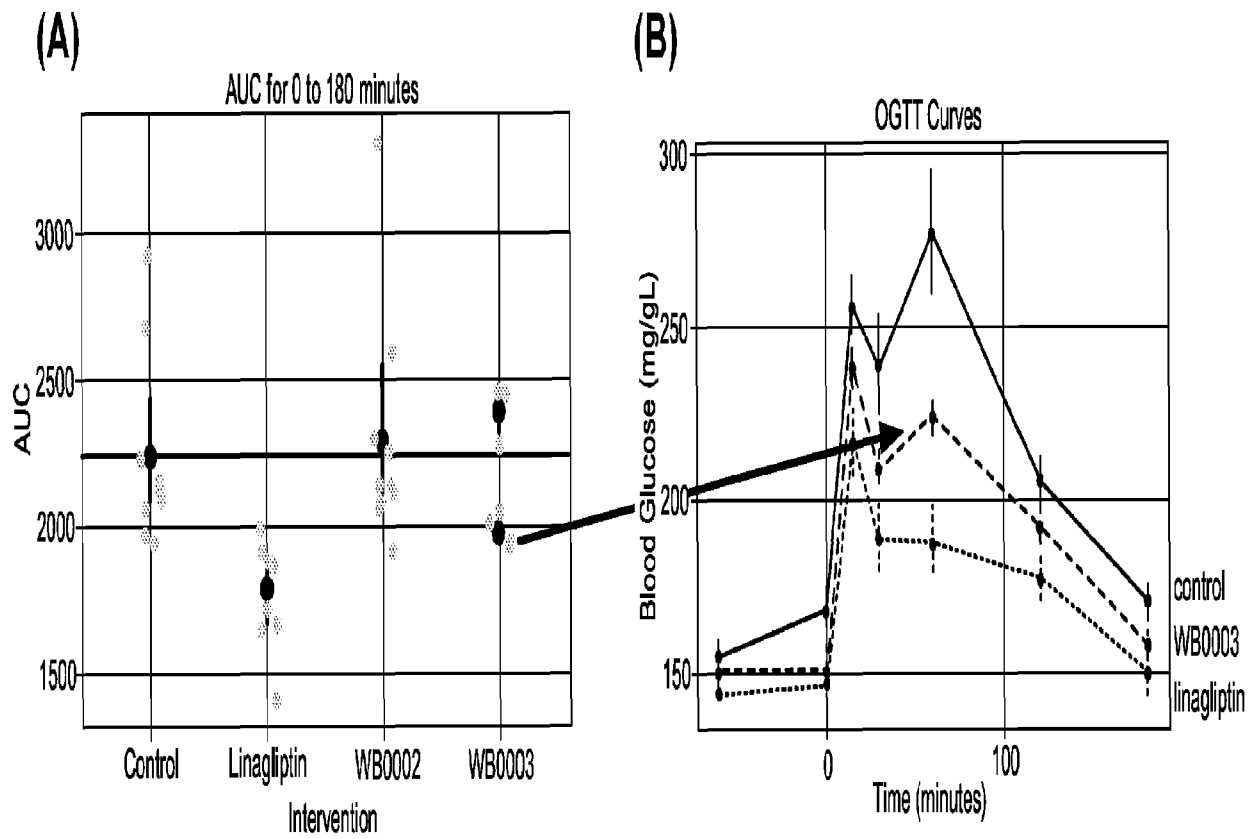 (A)
(B)
AUC for 0 to 180 minutes
AUC
3000
2500
2000
1500
Control
Linagliptin
WB0002
WB0003
Intervention
OGTT Curves
Blood Glucose (mg/gL)
300
250
200
150
control
WB0003
linagliptin
0
100
Time (minutes)